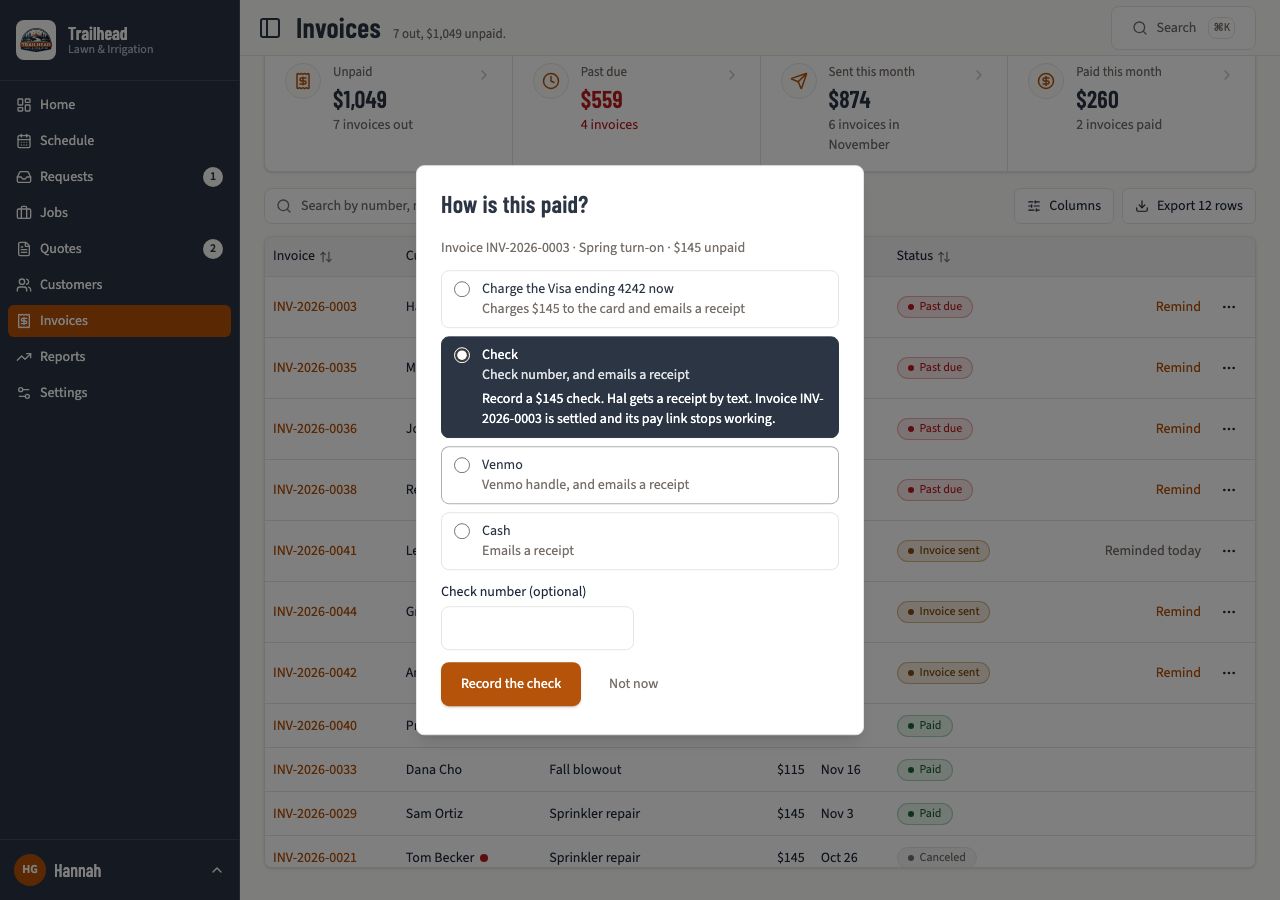 Trailhead
Lawn & Irrigation
Home
Schedule
Requests 1
Jobs
Quotes 2
Customers
Invoices
Reports
Settings
HG Hannah
Invoices 7 out, $1,049 unpaid.
Search ⌘K
Unpaid
$1,049
7 invoices out
Past due
$559
4 invoices
Sent this month
$874
6 invoices in
November
Paid this month
$260
2 invoices paid
Search by number,
Columns
Export 12 rows
Invoice Status
INV-2026-0003 Past due Remind
INV-2026-0035 Past due Remind
INV-2026-0036 Past due Remind
INV-2026-0038 Past due Remind
INV-2026-0041 Invoice sent Reminded today
INV-2026-0044 Invoice sent Remind
INV-2026-0042 Invoice sent Remind
INV-2026-0040 Paid
INV-2026-0033 Dana Cho Fall blowout $115 Nov 16 Paid
INV-2026-0029 Sam Ortiz Sprinkler repair $145 Nov 3 Paid
INV-2026-0021 Tom Becker Sprinkler repair $145 Oct 26 Canceled
How is this paid?
Invoice INV-2026-0003 · Spring turn-on · $145 unpaid
Charge the Visa ending 4242 now
Charges $145 to the card and emails a receipt
Check
Check number, and emails a receipt
Record a $145 check. Hal gets a receipt by text. Invoice INV-
2026-0003 is settled and its pay link stops working.
Venmo
Venmo handle, and emails a receipt
Cash
Emails a receipt
Check number (optional)
Record the check
Not now